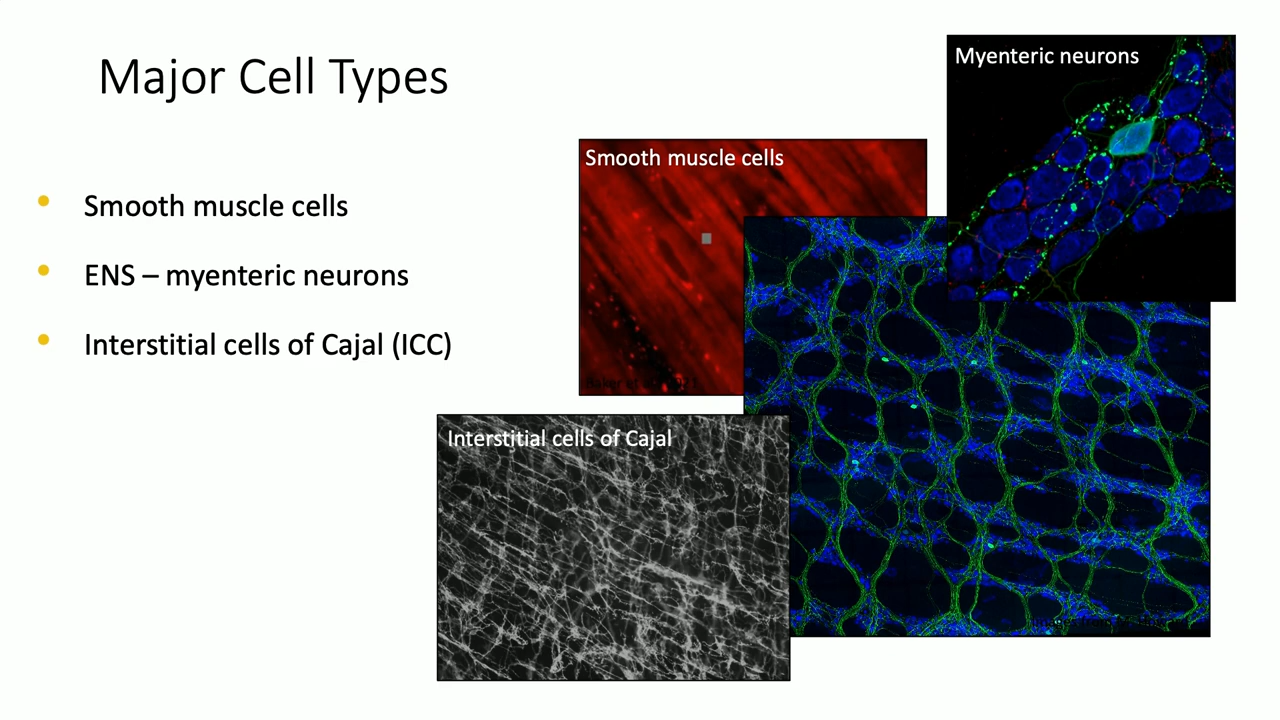 Major Cell Types
Smooth muscle cells
ENS – myenteric neurons
Interstitial cells of Cajal (ICC)
Smooth muscle cells
Myenteric neurons
Interstitial cells of Cajal